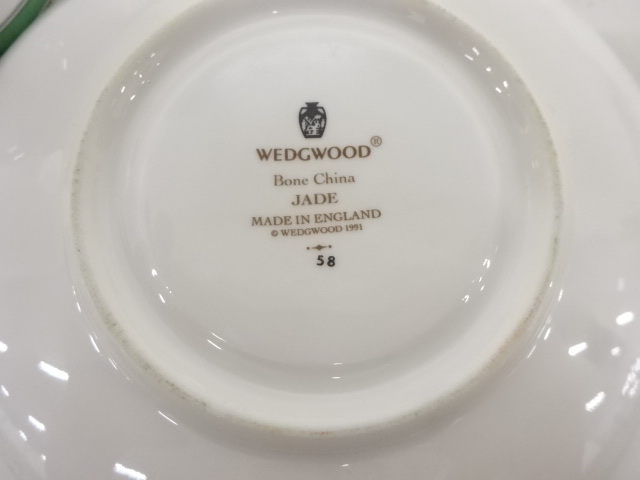 WEDGWOOD®
Bone China
JADE
MADE IN ENGLAND
© WEDGWOOD 1991
58